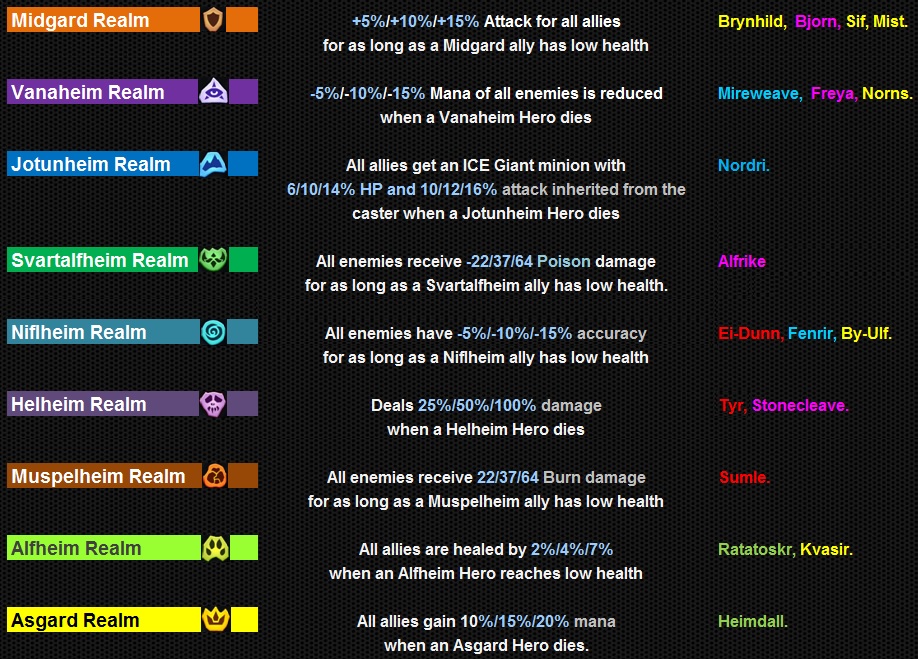 Midgard Realm +5%/+10%/+15% Attack for all allies Brynhild, Bjorn, Sif, Mist.
for as long as a Midgard ally has low health
Vanaheim Realm -5%/-10%/-15% Mana of all enemies is reduced Mireweave, Freya, Norns.
when a Vanaheim Hero dies
Jotunheim Realm All allies get an ICE Giant minion with Nordri.
6/10/14% HP and 10/12/16% attack inherited from the
caster when a Jotunheim Hero dies
Svartalfheim Realm All enemies receive -22/37/64 Poison damage Alfrike
for as long as a Svartalfheim ally has low health.
Niflheim Realm All enemies have -5%/-10%/-15% accuracy Ei-Dunn, Fenrir, By-Ulf.
for as long as a Niflheim ally has low health
Helheim Realm Deals 25%/50%/100% damage Tyr, Stonecleave.
when a Helheim Hero dies
Muspelheim Realm All enemies receive 22/37/64 Burn damage Sumle.
for as long as a Muspelheim ally has low health
Alfheim Realm All allies are healed by 2%/4%/7% Ratatoskr, Kvasir.
when an Alfheim Hero reaches low health
Asgard Realm All allies gain 10%/15%/20% mana Heimdall.
when an Asgard Hero dies.